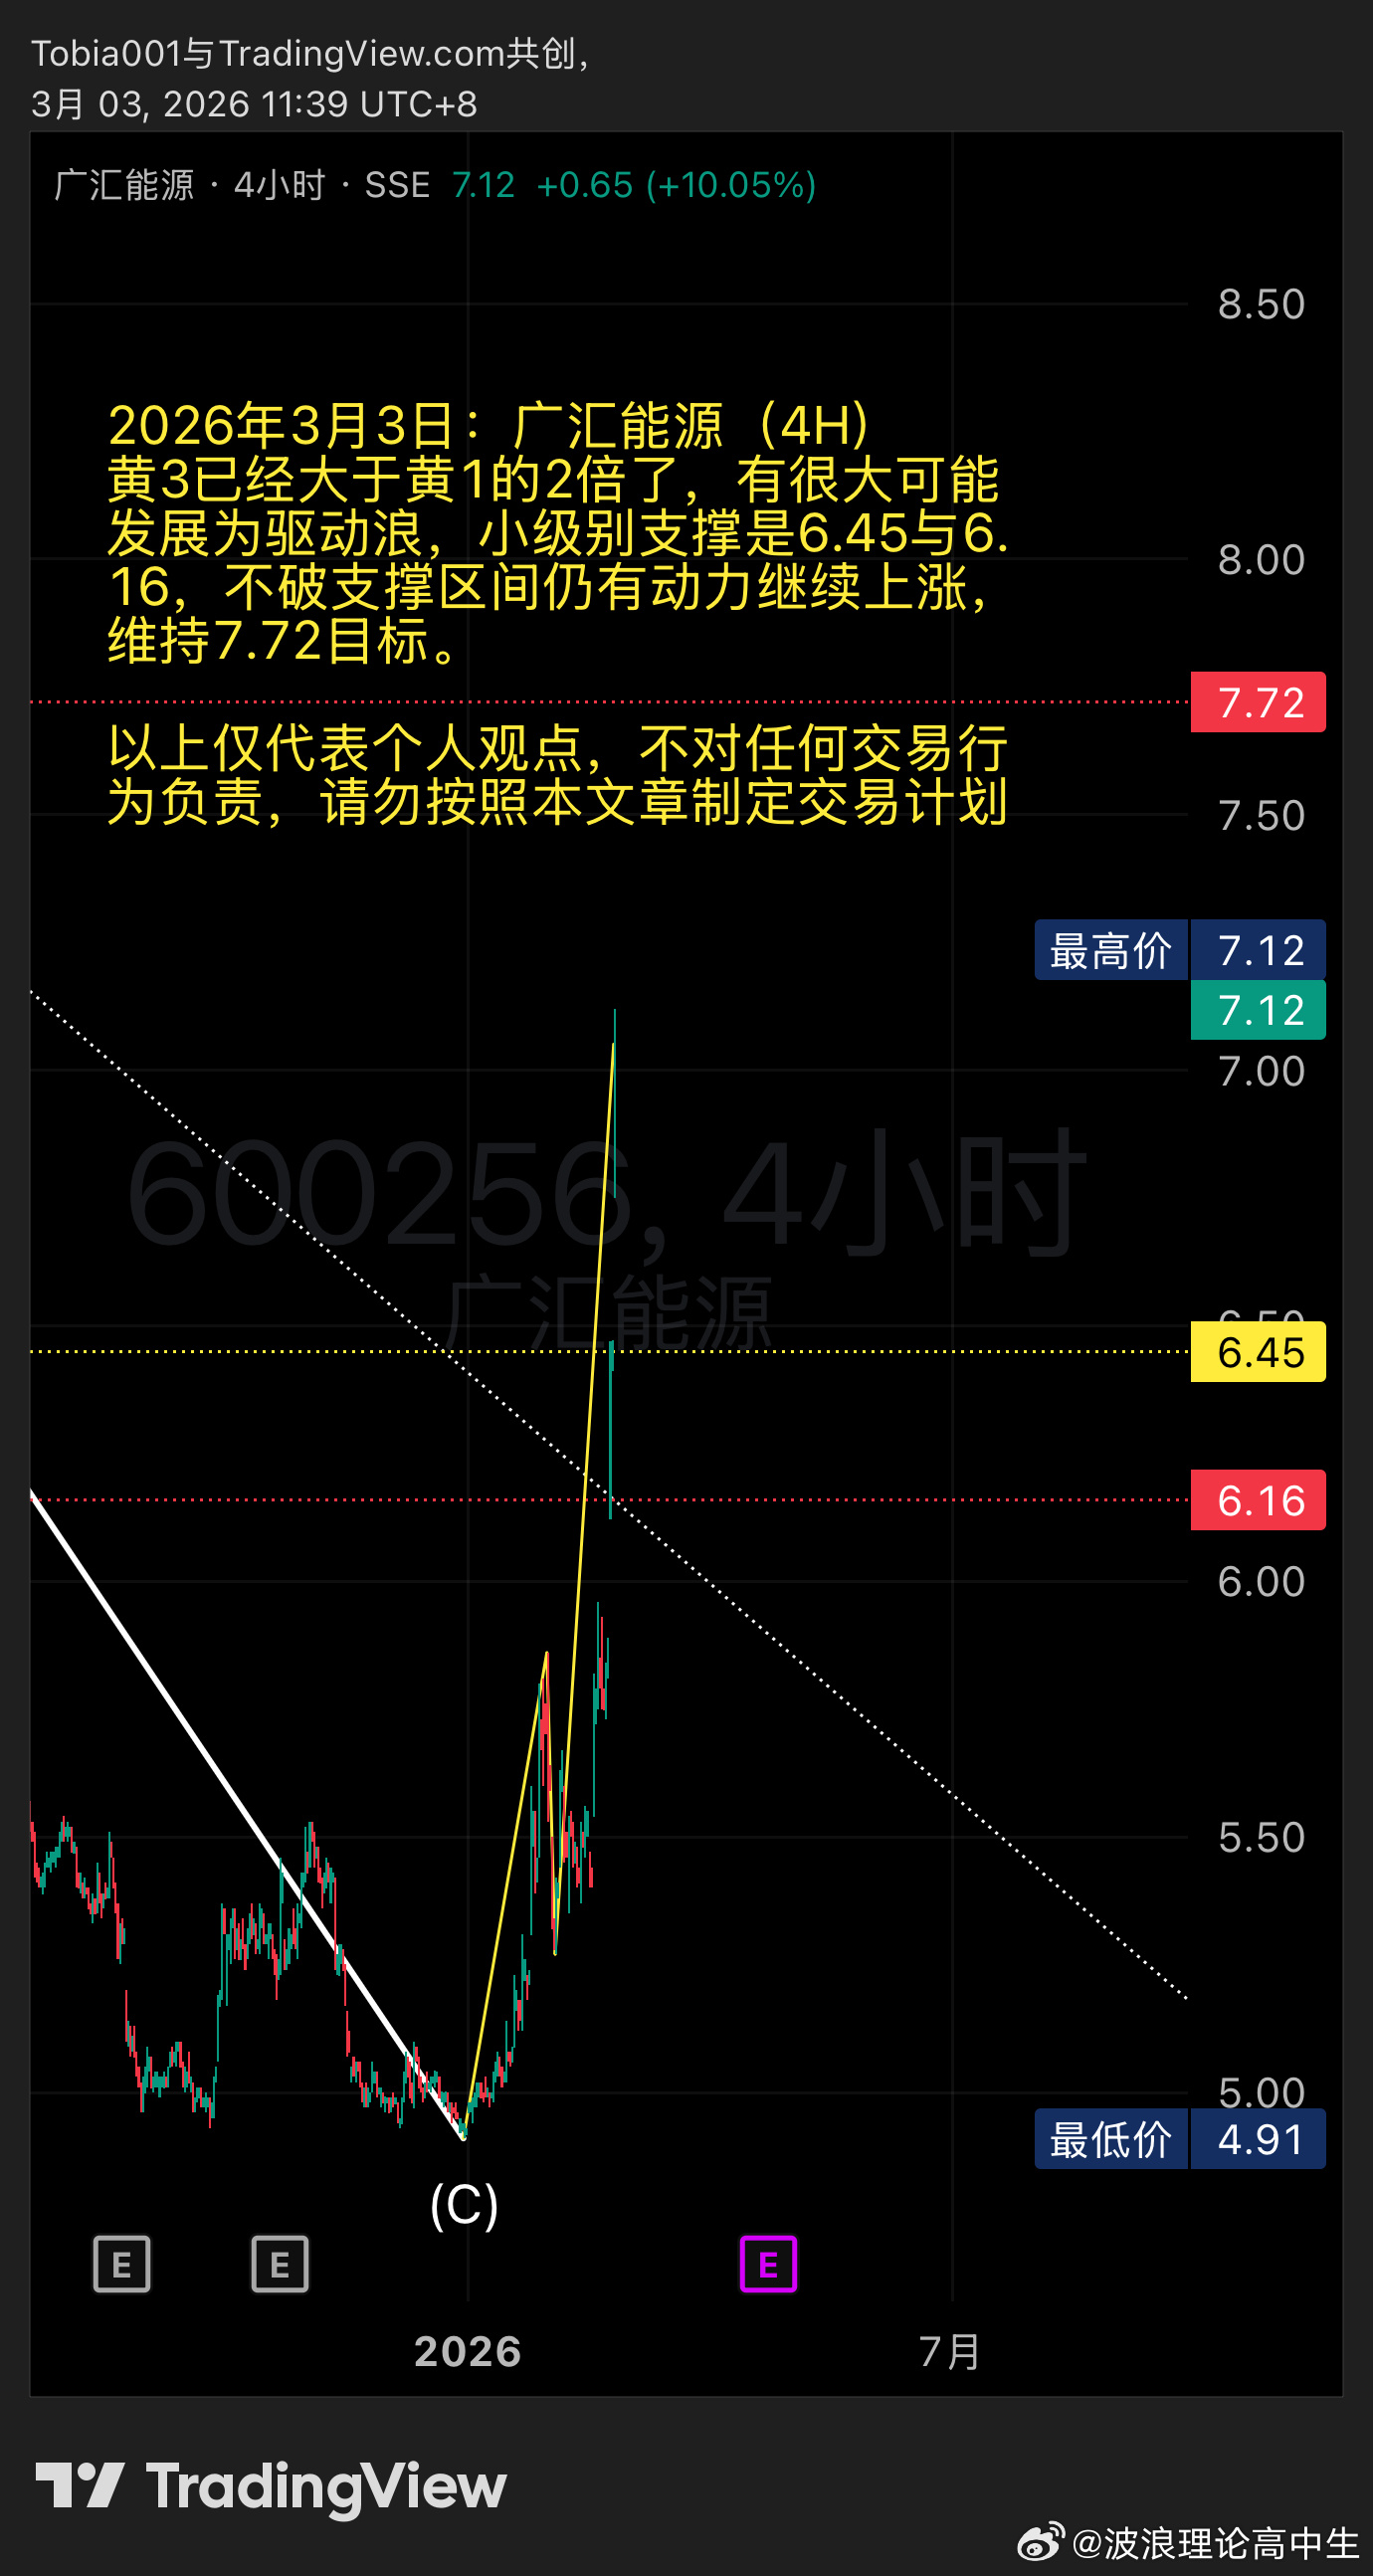 Tobia001与TradingView.com共创,
3月 03, 2026 11:39 UTC+8
广汇能源 · 4小时 · SSE 7.12 +0.65 (+10.05%)
8.50
2026年3月3日：广汇能源（4H）
黄3已经大于黄1的2倍了，有很大可能
发展为驱动浪，小级别支撑是6.45与6.
16，不破支撑区间仍有动力继续上涨，
维持7.72目标。
8.00
7.72
以上仅代表个人观点，不对任何交易行
为负责，请勿按照本文章制定交易计划
7.50
最高价 7.12
7.12
7.00
600256, 4小时
广汇能源
6.50
6.45
6.16
6.00
5.50
5.00
最低价 4.91
(C)
E E E
2026 7月
TradingView
@波浪理论高中生